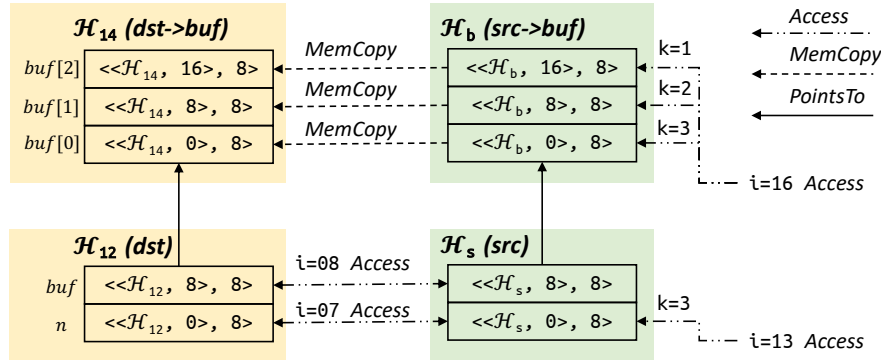 ℋ₁₄ (dst->buf)
ℋb (src->buf)
Access
MemCopy
k=1
buf[2]
<<ℋ₁₄, 16>, 8>
<<ℋb, 16>, 8>
MemCopy
MemCopy
k=2
buf[1]
<<ℋ₁₄, 8>, 8>
<<ℋb, 8>, 8>
PointsTo
MemCopy
k=3
buf[0]
<<ℋ₁₄, 0>, 8>
<<ℋb, 0>, 8>
i=16 Access
ℋ₁₂ (dst)
ℋs (src)
i=08 Access
buf
<<ℋ₁₂, 8>, 8>
<<ℋs, 8>, 8>
i=07 Access
k=3
n
<<ℋ₁₂, 0>, 8>
<<ℋs, 0>, 8>
i=13 Access